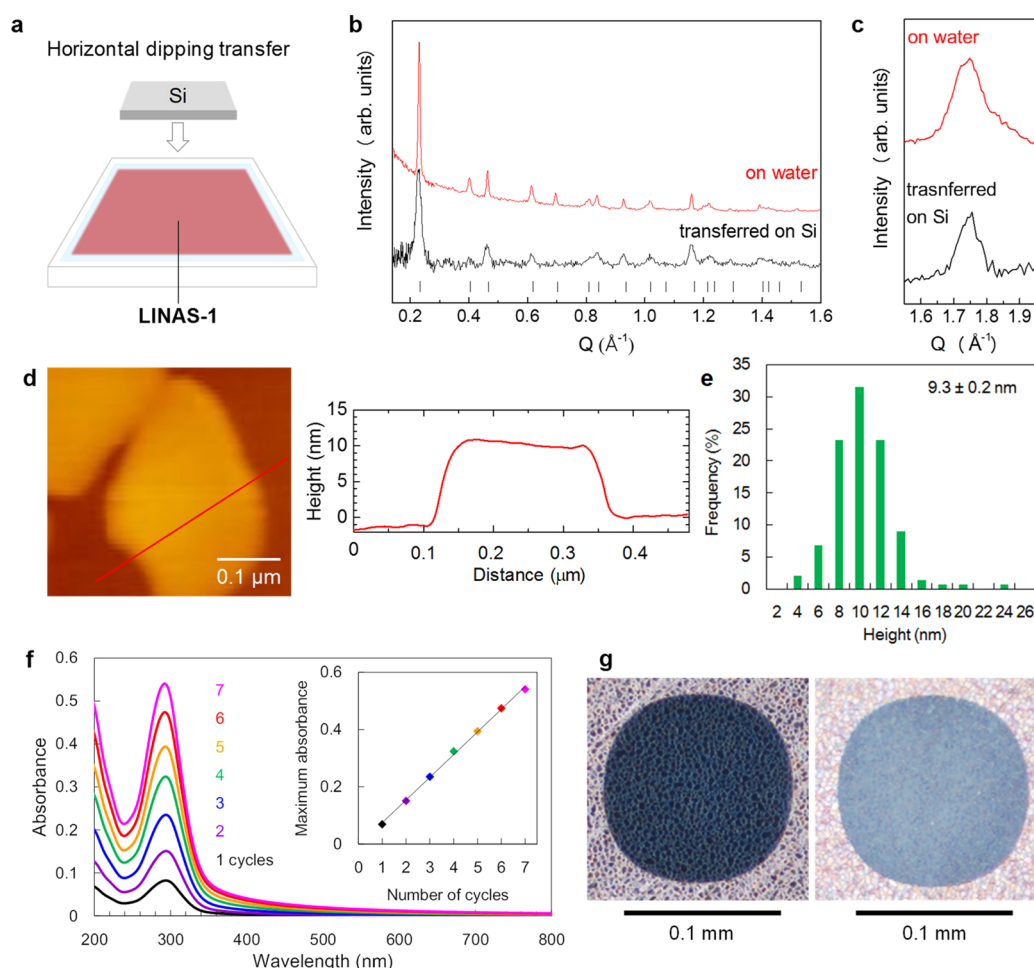 a
Horizontal dipping transfer
Si
LINAS-1
b
Intensity (arb. units)
on water
transferred on Si
0.2 0.4 0.6 0.8 1.0 1.2 1.4 1.6
Q (Å-1)
c
Intensity (arb. units)
on water
trasnferred
on Si
1.6 1.7 1.8 1.9
Q (Å-1)
d
0.1 μm
Height (nm)
15
10
5
0
0 0.1 0.2 0.3 0.4
Distance (μm)
e
9.3 ± 0.2 nm
Frequency (%)
35
30
25
20
15
10
5
0
2 4 6 8 10 12 14 16 18 20 22 24 26
Height (nm)
f
Absorbance
0.6
0.5
0.4
0.3
0.2
0.1
0
7
6
5
4
3
2
1 cycles
200 300 400 500 600 700 800
Wavelength (nm)
Maximum absorbance
0.6
0.4
0.2
0
0 1 2 3 4 5 6 7
Number of cycles
g
0.1 mm
0.1 mm